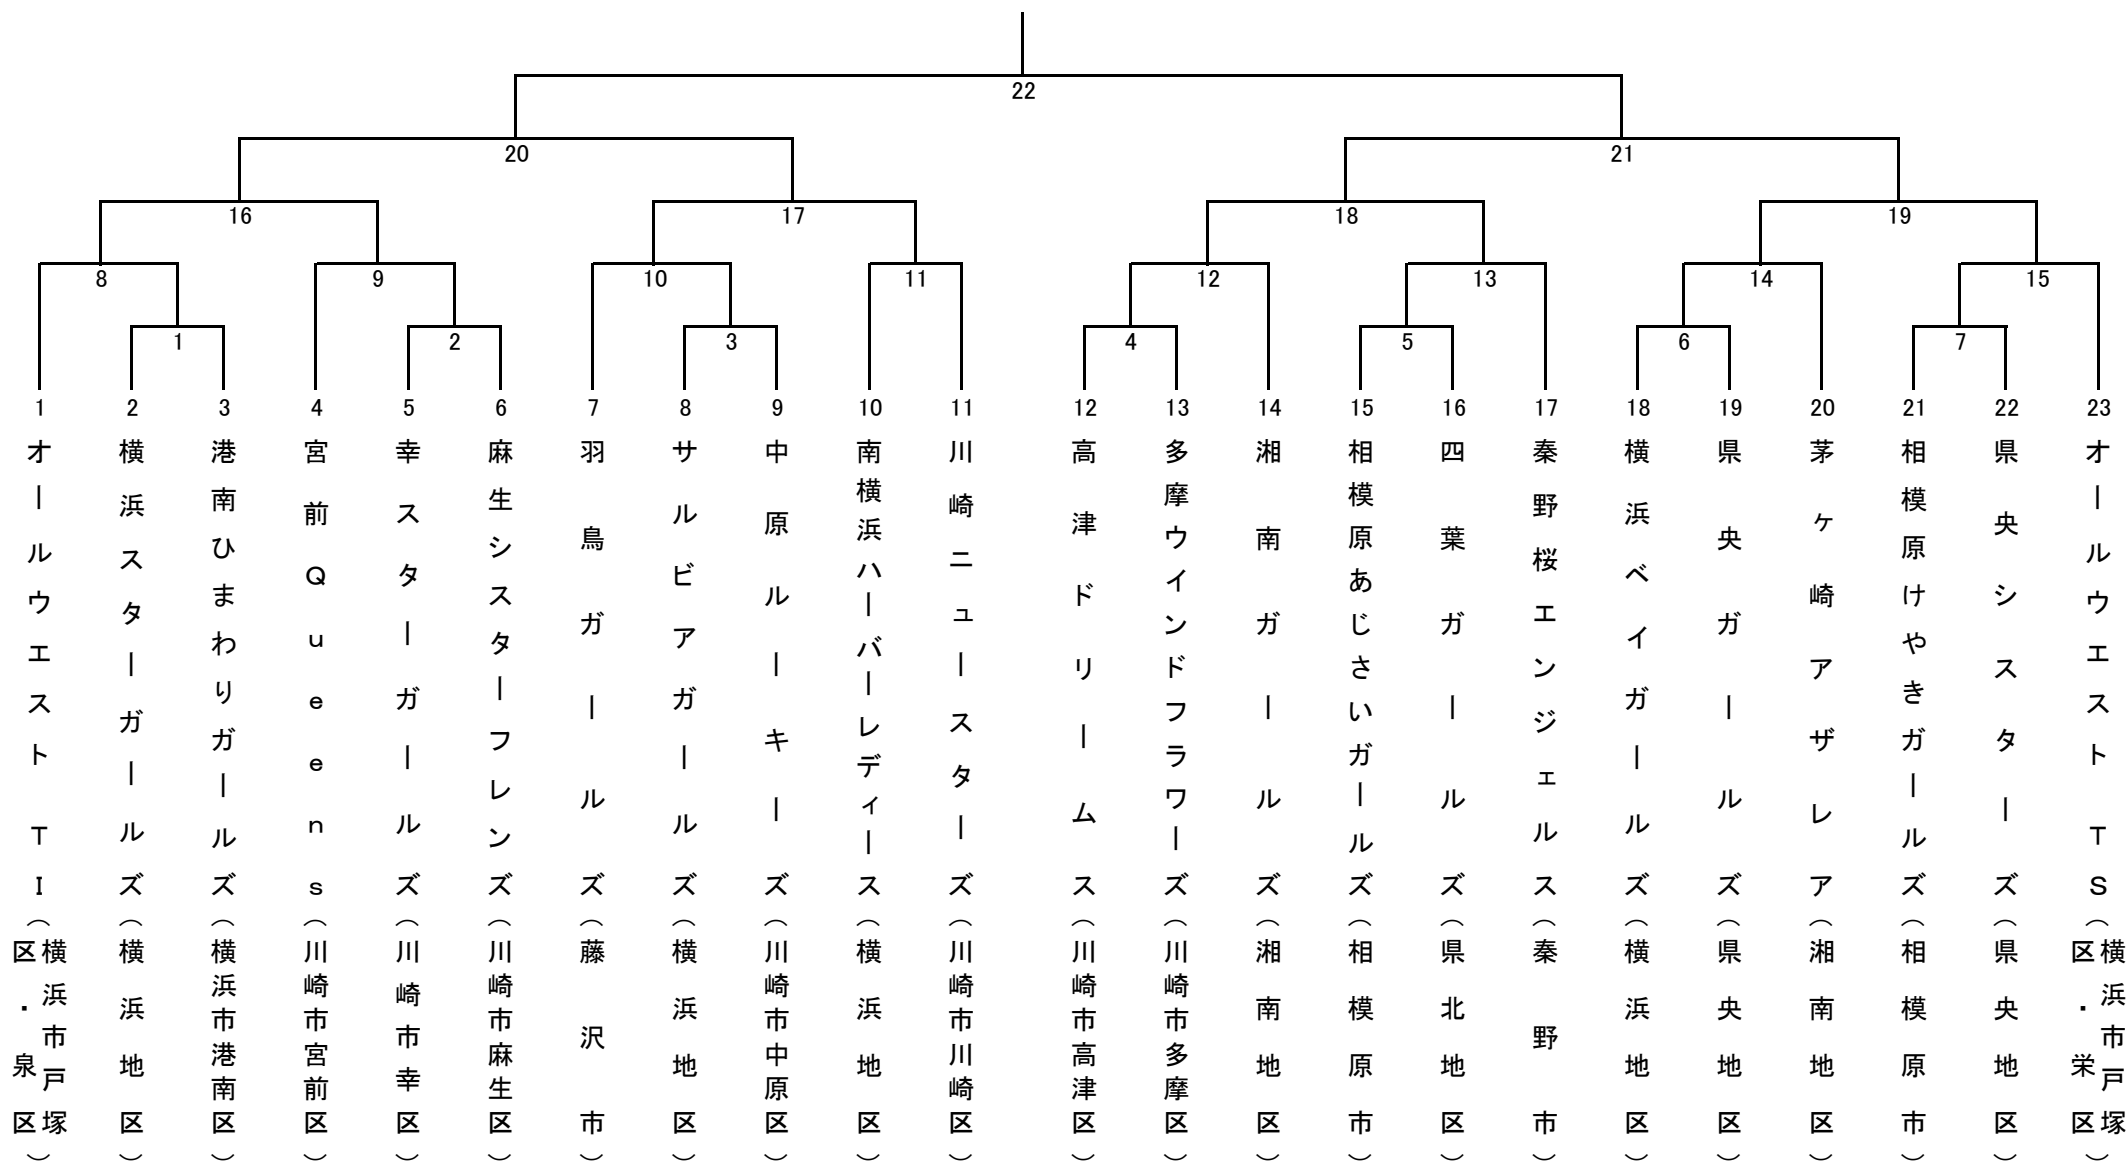 22
20
21
16
17
18
19
8
9
10
11
12
13
14
15
1
2
3
4
5
6
7
1 オールウエスト TI（横浜市戸塚区・泉区）
2 横浜スターガールズ（横浜地区）
3 港南ひまわりガールズ（横浜市港南区）
4 宮前Queens（川崎市宮前区）
5 幸スターガールズ（川崎市幸区）
6 麻生シスターフレンズ（川崎市麻生区）
7 羽鳥ガールズ（藤沢市）
8 サルビアガールズ（横浜地区）
9 中原ルーキーズ（川崎市中原区）
10 南横浜ハーバーレディース（横浜地区）
11 川崎ニュースターズ（川崎市川崎区）
12 高津ドリームス（川崎市高津区）
13 多摩ウインドフラワーズ（川崎市多摩区）
14 湘南ガールズ（湘南地区）
15 相模原あじさいガールズ（相模原市）
16 四葉ガールズ（県北地区）
17 秦野桜エンジェルス（秦野市）
18 横浜ベイガールズ（横浜地区）
19 県央ガールズ（県央地区）
20 茅ヶ崎アザレア（湘南地区）
21 相模原けやきガールズ（相模原市）
22 県央シスターズ（県央地区）
23 オールウエスト TS（横浜市戸塚区・栄区）